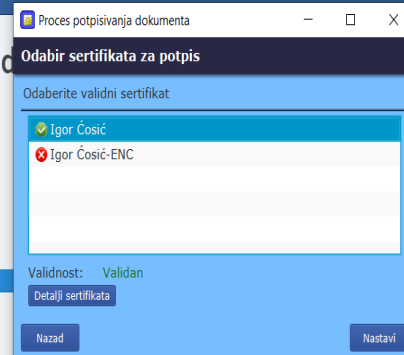 Proces potpisivanja dokumenta
Odabir sertifikata za potpis
Odaberite validni sertifikat
Igor Ćosić
Igor Ćosić-ENC
Validnost: Validan
Detalji sertifikata
Nazad Nastavi